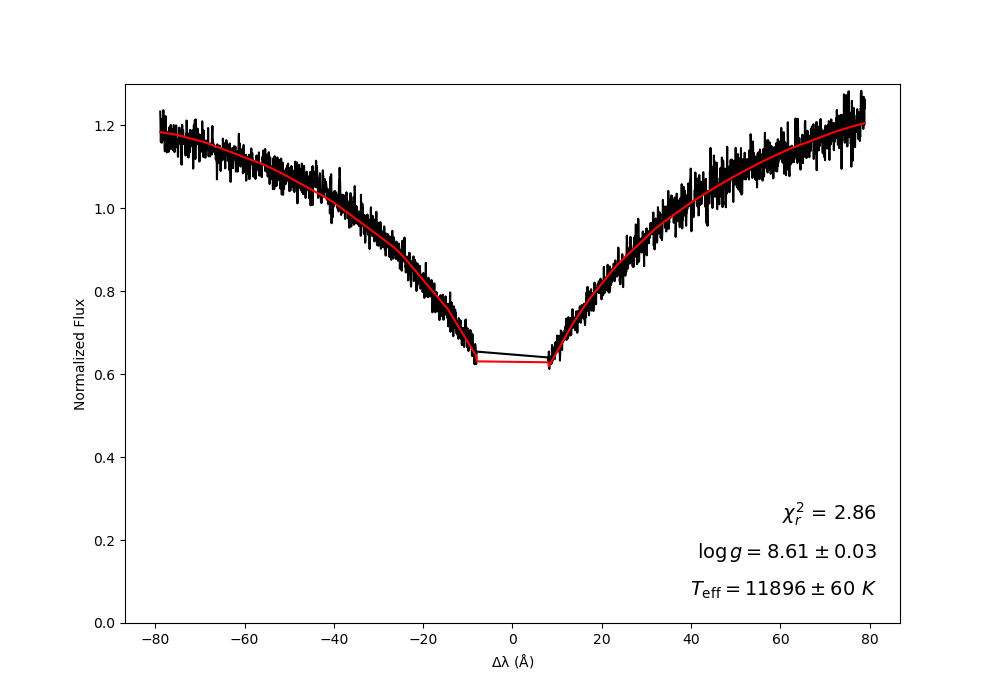 1.2
1.0
0.8
0.6
0.4
0.2
0.0
Normalized Flux
χ²ᵣ = 2.86
log g = 8.61 ± 0.03
T_eff = 11896 ± 60 K
−80 −60 −40 −20 0 20 40 60 80
Δλ (Å)